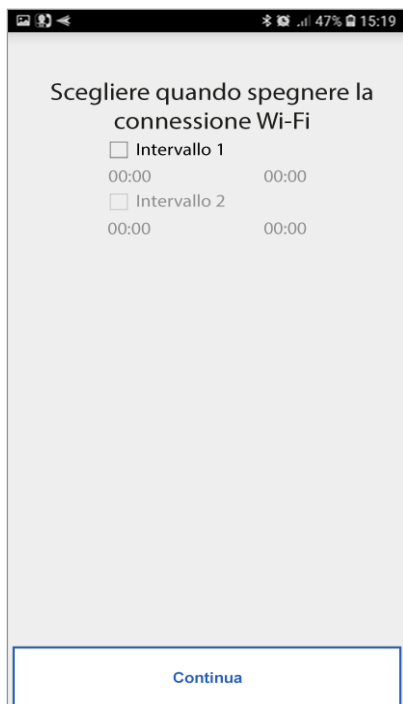 47% 15:19
Scegliere quando spegnere la
connessione Wi-Fi
Intervallo 1
00:00 00:00
Intervallo 2
00:00 00:00
Continua